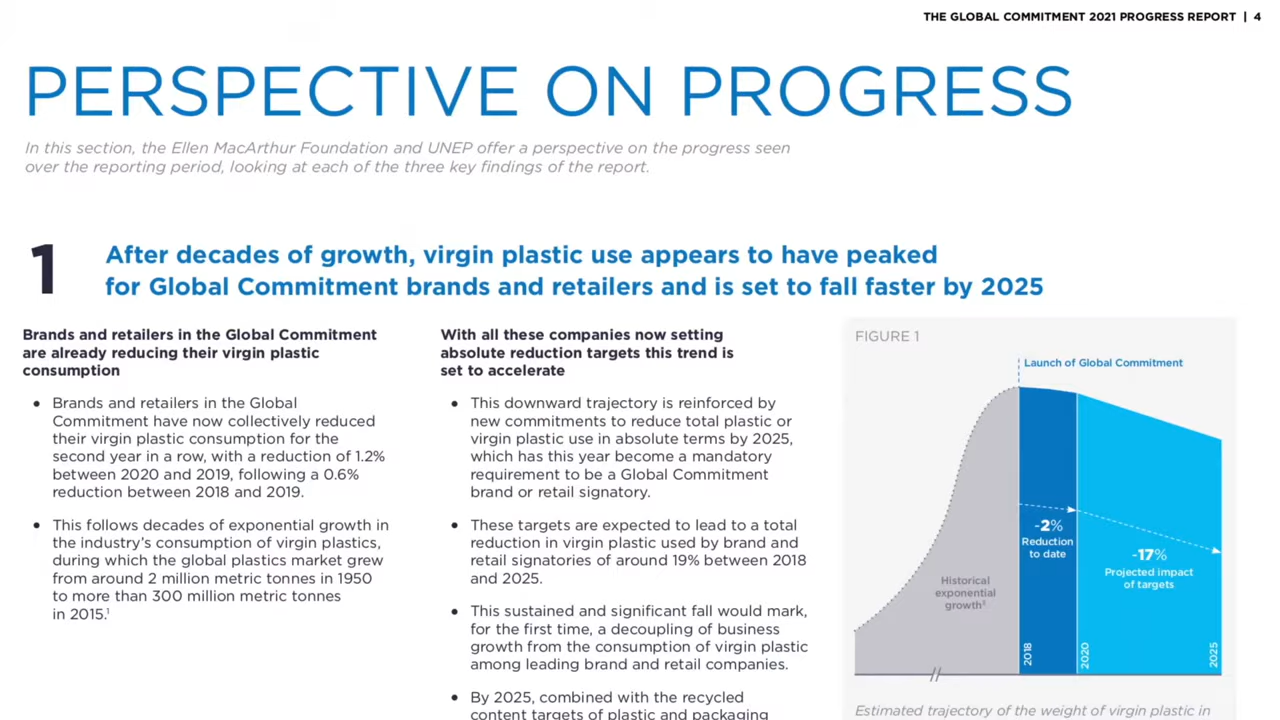 THE GLOBAL COMMITMENT 2021 PROGRESS REPORT | 4
PERSPECTIVE ON PROGRESS
In this section, the Ellen MacArthur Foundation and UNEP offer a perspective on the progress seen
over the reporting period, looking at each of the three key findings of the report.
1
After decades of growth, virgin plastic use appears to have peaked
for Global Commitment brands and retailers and is set to fall faster by 2025
Brands and retailers in the Global Commitment
are already reducing their virgin plastic
consumption
• Brands and retailers in the Global
Commitment have now collectively reduced
their virgin plastic consumption for the
second year in a row, with a reduction of 1.2%
between 2020 and 2019, following a 0.6%
reduction between 2018 and 2019.
• This follows decades of exponential growth in
the industry's consumption of virgin plastics,
during which the global plastics market grew
from around 2 million metric tonnes in 1950
to more than 300 million metric tonnes
in 2015.¹
With all these companies now setting
absolute reduction targets this trend is
set to accelerate
• This downward trajectory is reinforced by
new commitments to reduce total plastic or
virgin plastic use in absolute terms by 2025,
which has this year become a mandatory
requirement to be a Global Commitment
brand or retail signatory.
• These targets are expected to lead to a total
reduction in virgin plastic used by brand and
retail signatories of around 19% between 2018
and 2025.
• This sustained and significant fall would mark,
for the first time, a decoupling of business
growth from the consumption of virgin plastic
among leading brand and retail companies.
• By 2025, combined with the recycled
content targets of plastic and packaging
FIGURE 1
Launch of Global Commitment
-2%
Reduction
to date
-17%
Projected impact
of targets
Historical
exponential
growth²
2018
2020
2025
Estimated trajectory of the weight of virgin plastic in